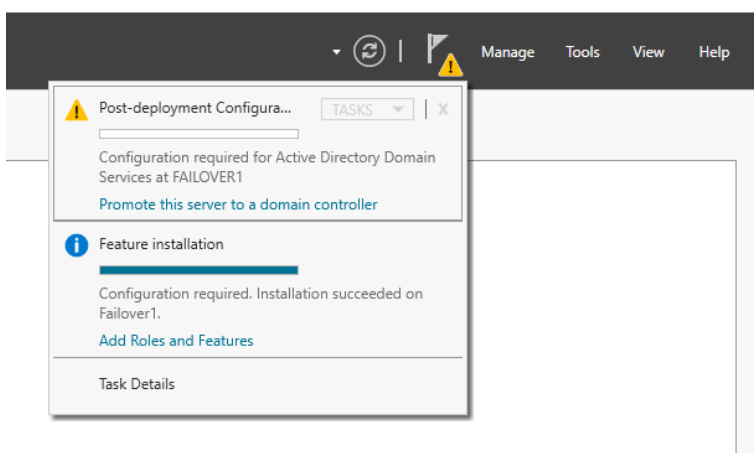 Manage Tools View Help
Post-deployment Configura... TASKS X
Configuration required for Active Directory Domain
Services at FAILOVER1
Promote this server to a domain controller
Feature installation
Configuration required. Installation succeeded on
Failover1.
Add Roles and Features
Task Details